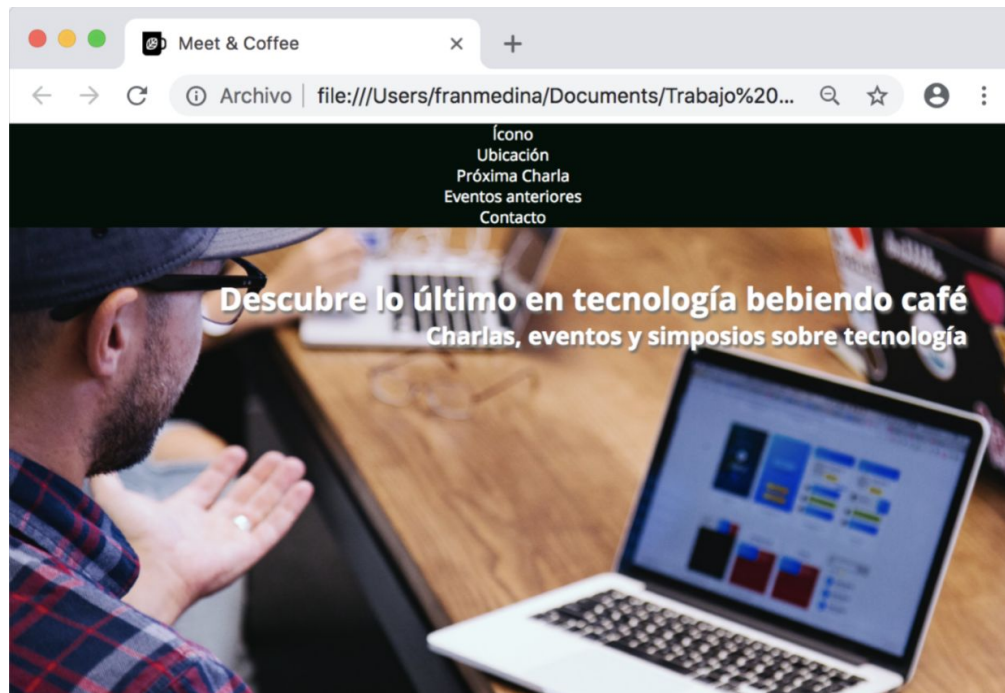 Meet & Coffee
Archivo
file:///Users/franmedina/Documents/Trabajo%20...
Ícono
Ubicación
Próxima Charla
Eventos anteriores
Contacto
Descubre lo último en tecnología bebiendo café
Charlas, eventos y simposios sobre tecnología